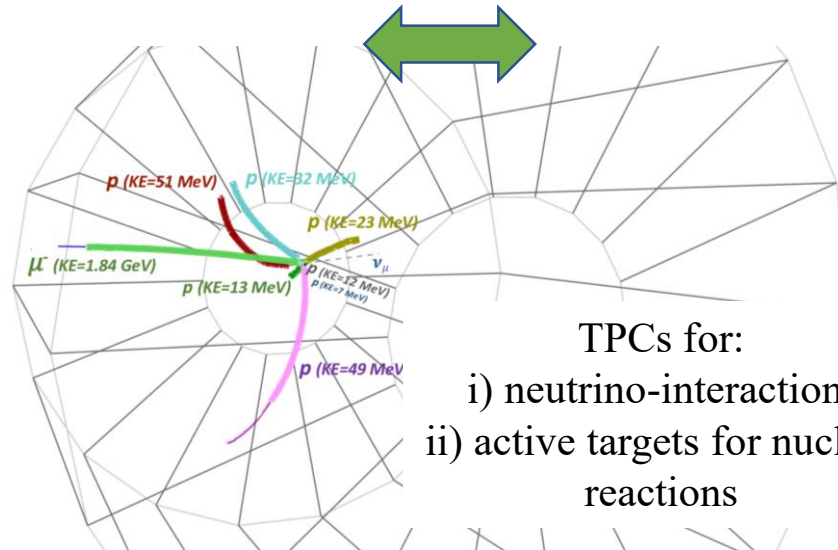 p (KE=51 MeV)
p (KE=32 MeV)
p (KE=23 MeV)
μ⁻ (KE=1.84 GeV)
ν_μ
p (KE=12 MeV)
p (KE=13 MeV)
p (KE=7 MeV)
p (KE=49 MeV
TPCs for:
i) neutrino-interaction
ii) active targets for nucl
reactions